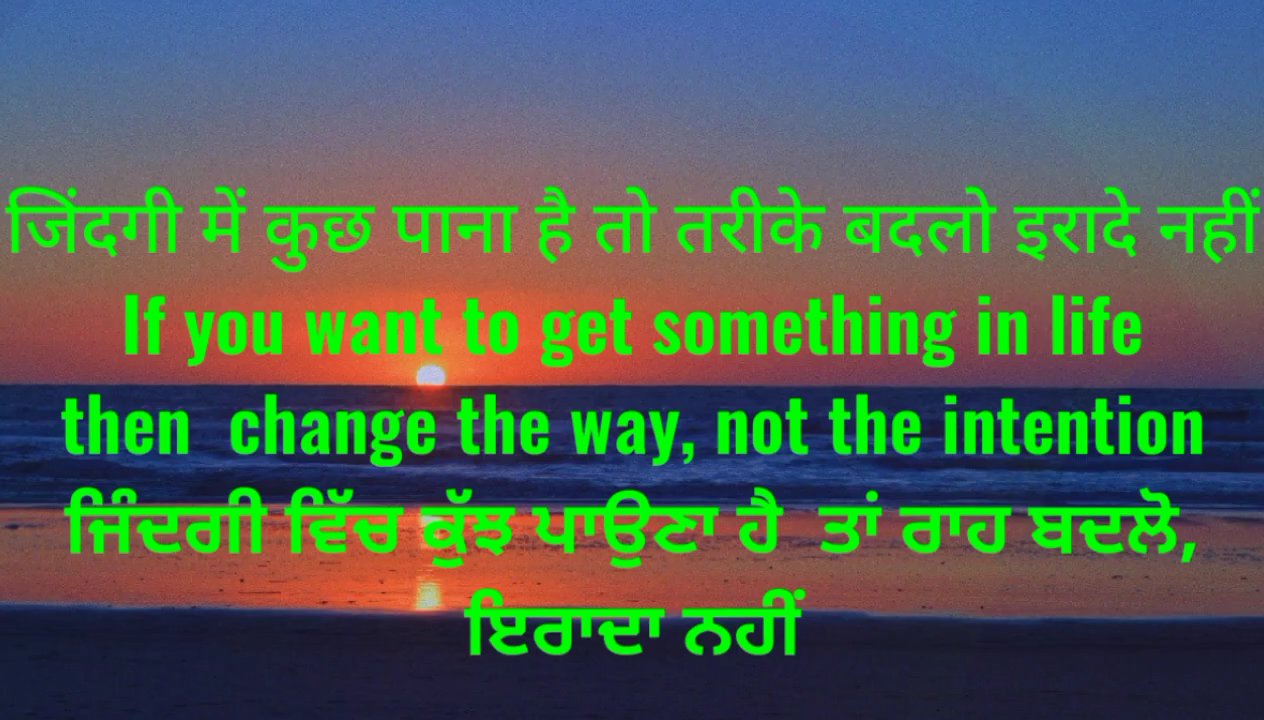 जिंदगी में कुछ पाना है तो तरीके बदलो इरादे नहीं
If you want to get something in life
then  change the way, not the intention
ਜਿੰਦਗੀ ਵਿੱਚ ਕੁੱਝ ਪਾਉਣਾ ਹੈ  ਤਾਂ ਰਾਹ ਬਦਲੋ,
ਇਰਾਦਾ ਨਹੀਂ